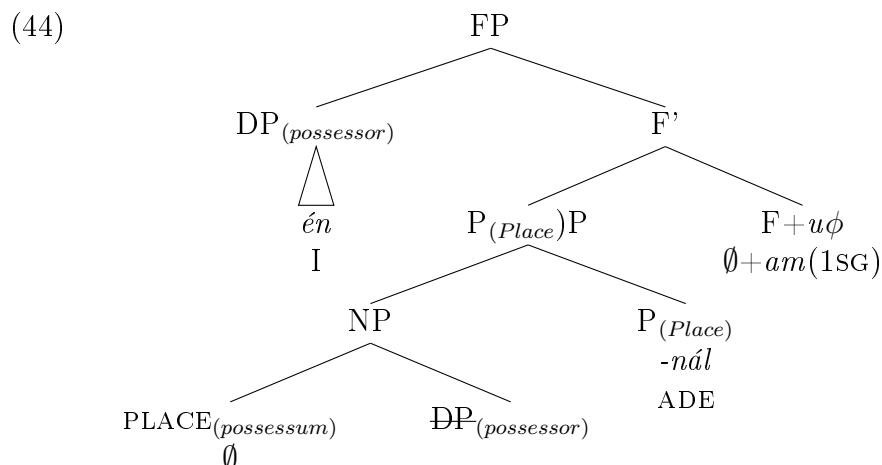 (44) FP
DP(possessor) F’
én P(Place)P F+uϕ
I ∅+am(1SG)
NP P(Place)
-nál
PLACE(possessum) DP(possessor) ADE
∅